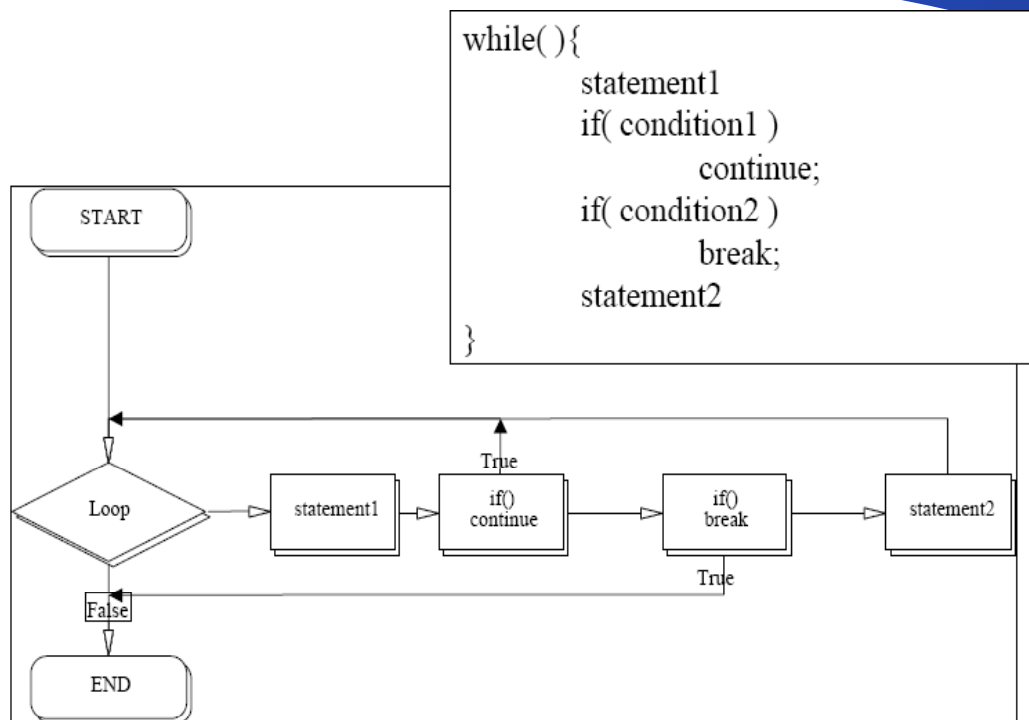 while( ){
statement1
if( condition1 )
continue;
if( condition2 )
break;
statement2
}
START
True
Loop
statement1
if()
continue
if()
break
statement2
True
False
END